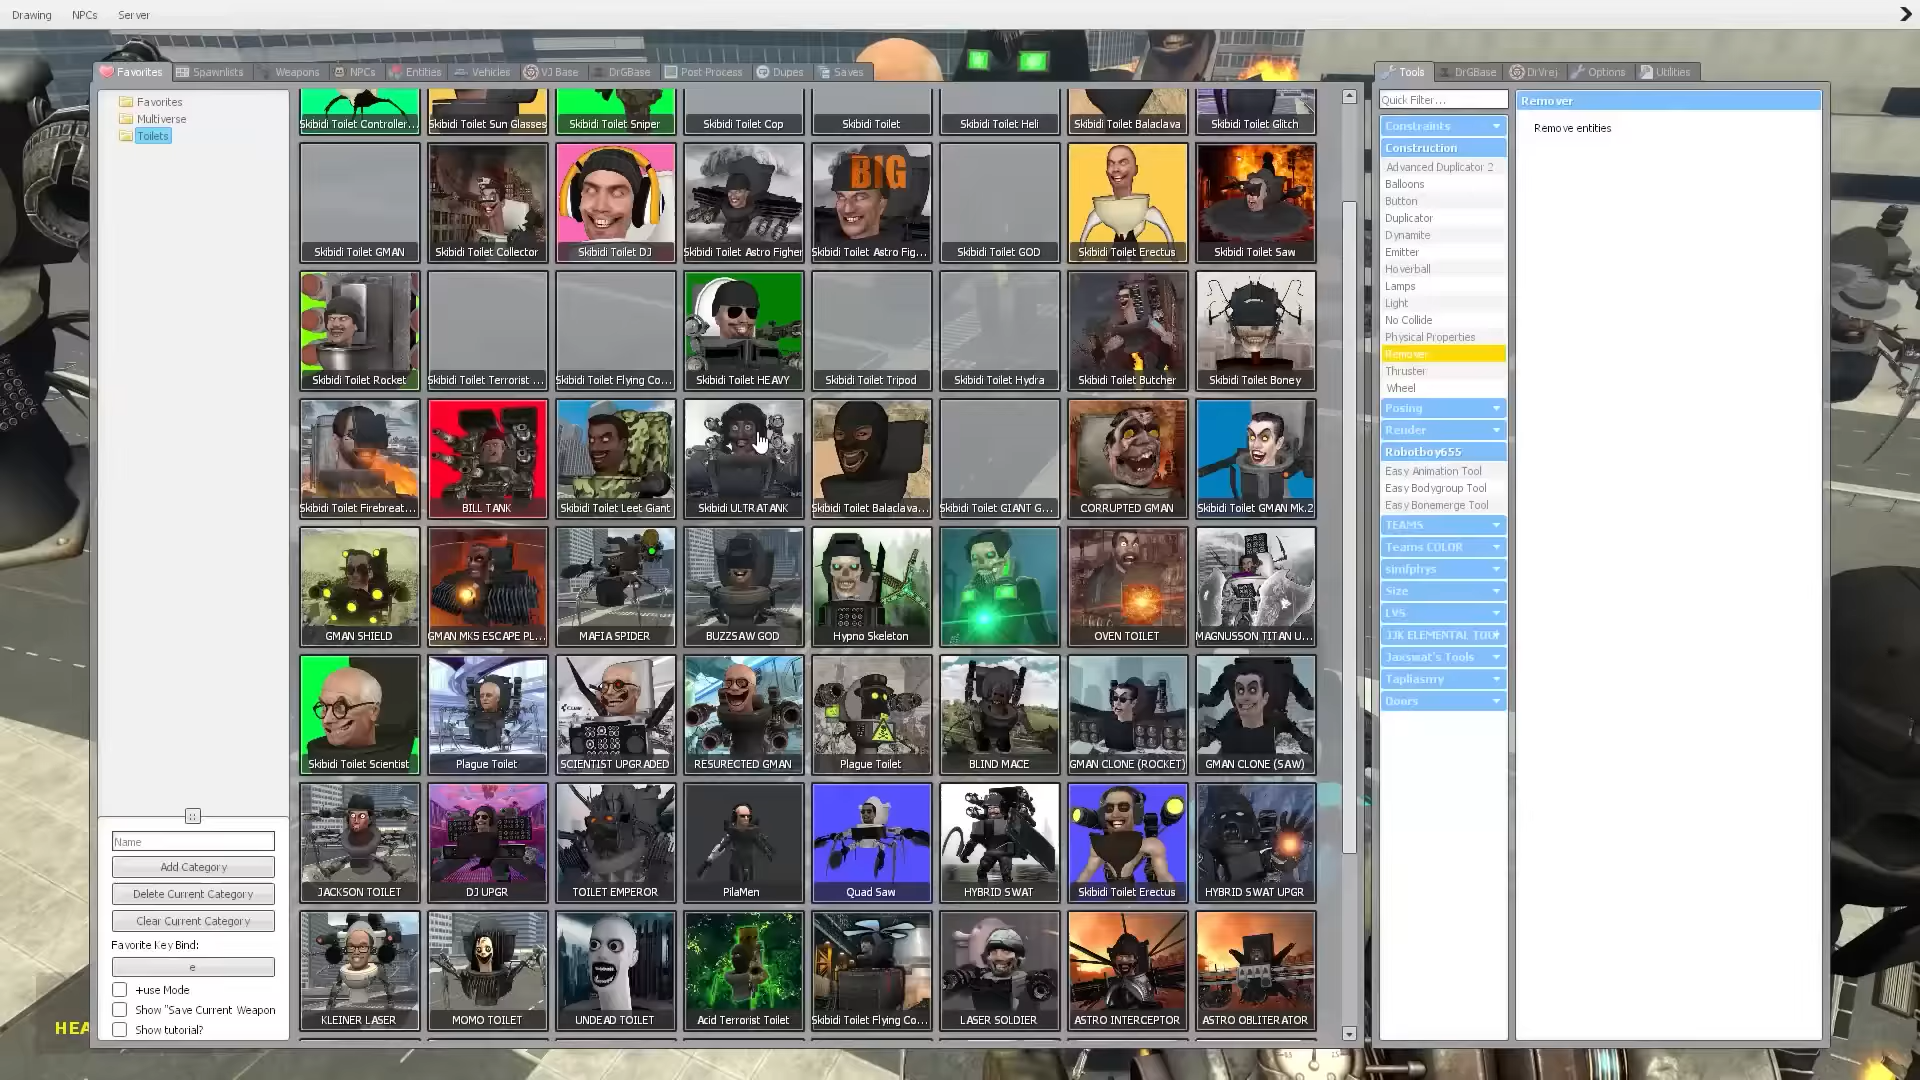 Drawing NPCs Server
Favorites Spawnlists Weapons NPCs Entities Vehicles VJ Base DrGBase Post Process Dupes Saves
Tools DrGBase DrVrej Options Utilities
Favorites
Multiverse
Toilets
Skibidi Toilet Controller... Skibidi Toilet Sun Glasses Skibidi Toilet Sniper Skibidi Toilet Cop Skibidi Toilet Skibidi Toilet Heli Skibidi Toilet Balaclava Skibidi Toilet Glitch
BIG
Skibidi Toilet GMAN Skibidi Toilet Collector Skibidi Toilet DJ Skibidi Toilet Astro Figher Skibidi Toilet Astro Fig... Skibidi Toilet GOD Skibidi Toilet Erectus Skibidi Toilet Saw
Skibidi Toilet Rocket Skibidi Toilet Terrorist ... Skibidi Toilet Flying Co... Skibidi Toilet HEAVY Skibidi Toilet Tripod Skibidi Toilet Hydra Skibidi Toilet Butcher Skibidi Toilet Boney
Skibidi Toilet Firebreat... BILL TANK Skibidi Toilet Leet Giant Skibidi ULTRATANK Skibidi Toilet Balaclava... Skibidi Toilet GIANT G... CORRUPTED GMAN Skibidi Toilet GMAN Mk.2
GMAN SHIELD GMAN MK5 ESCAPE PL... MAFIA SPIDER BUZZSAW GOD Hypno Skeleton OVEN TOILET MAGNUSSON TITAN U...
Skibidi Toilet Scientist Plague Toilet SCIENTIST UPGRADED RESURECTED GMAN Plague Toilet BLIND MACE GMAN CLONE (ROCKET) GMAN CLONE (SAW)
JACKSON TOILET DJ UPGR TOILET EMPEROR PilaMen Quad Saw HYBRID SWAT Skibidi Toilet Erectus HYBRID SWAT UPGR
KLEINER LASER MOMO TOILET UNDEAD TOILET Acid Terrorist Toilet Skibidi Toilet Flying Co... LASER SOLDIER ASTRO INTERCEPTOR ASTRO OBLITERATOR
Name
Add Category
Delete Current Category
Clear Current Category
Favorite Key Bind:
e
+use Mode
Show "Save Current Weapon
Show tutorial?
HEA
Quick Filter...
Constraints
Construction
Advanced Duplicator 2
Balloons
Button
Duplicator
Dynamite
Emitter
Hoverball
Lamps
Light
No Collide
Physical Properties
Remover
Thruster
Wheel
Posing
Render
Robotboy655
Easy Animation Tool
Easy Bodygroup Tool
Easy Bonemerge Tool
TEAMS
Teams COLOR
simfphys
Size
LVS
JJK ELEMENTAL TOO
Jaxswat's Tools
Tapliasmy
Doors
Remover
Remove entities